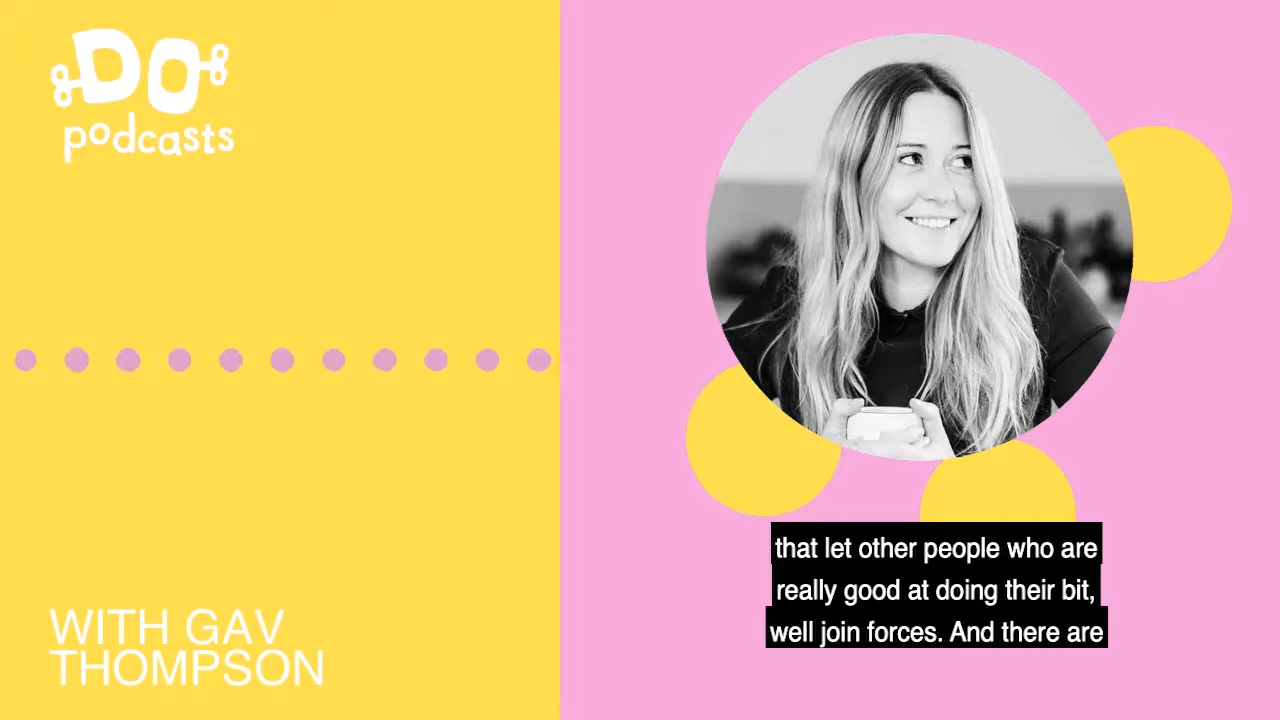 DO
podcasts
WITH GAV
THOMPSON
that let other people who are
really good at doing their bit,
well join forces. And there are